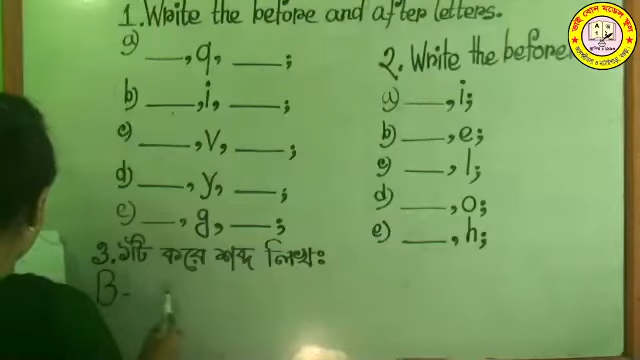 1. Write the before and after letters.
a) ___, q, ___;
b) ___, i, ___;
c) ___, v, ___;
d) ___, y, ___;
e) ___, g, ___;
2. Write the before
a) ___, i;
b) ___, e;
c) ___, l;
d) ___, o;
e) ___, h;
৩. ১টি করে শব্দ লিখঃ
B-